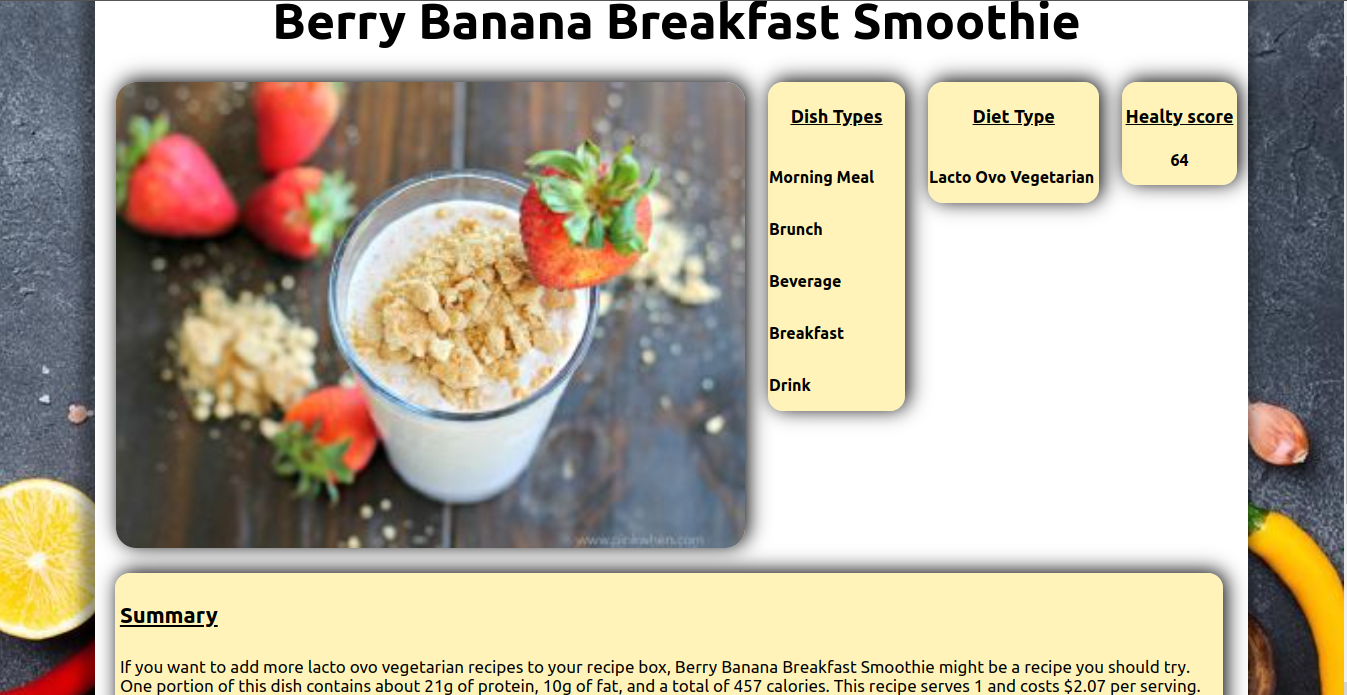 Berry Banana Breakfast Smoothie
Dish Types
Morning Meal
Brunch
Beverage
Breakfast
Drink
Diet Type
Lacto Ovo Vegetarian
Healty score
64
www.pinkwhen.com
Summary
If you want to add more lacto ovo vegetarian recipes to your recipe box, Berry Banana Breakfast Smoothie might be a recipe you should try.
One portion of this dish contains about 21g of protein, 10g of fat, and a total of 457 calories. This recipe serves 1 and costs $2.07 per serving.